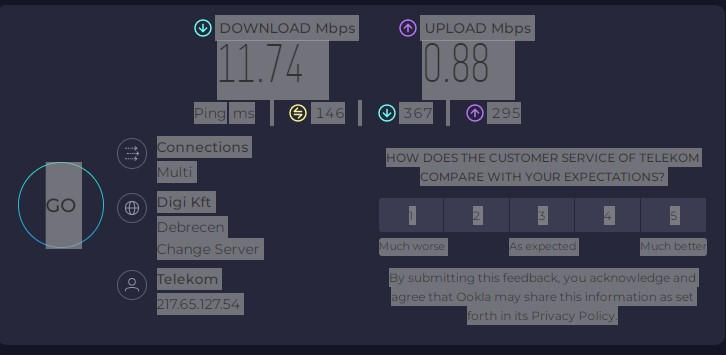 DOWNLOAD Mbps
11.74
UPLOAD Mbps
0.88
Ping ms 146 367 295
GO
Connections
Multi
Digi Kft
Debrecen
Change Server
Telekom
217.65.127.54
HOW DOES THE CUSTOMER SERVICE OF TELEKOM
COMPARE WITH YOUR EXPECTATIONS?
1 2 3 4 5
Much worse As expected Much better
By submitting this feedback, you acknowledge and
agree that Ookla may share this information as set
forth in its Privacy Policy.